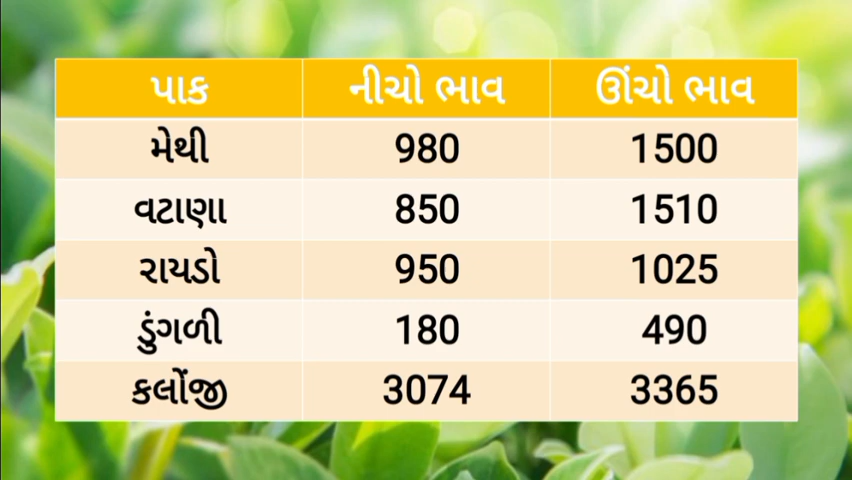 પાક નીચો ભાવ ઊંચો ભાવ
મેથી 980 1500
વટાણા 850 1510
રાયડો 950 1025
ડુંગળી 180 490
કલોંજી 3074 3365